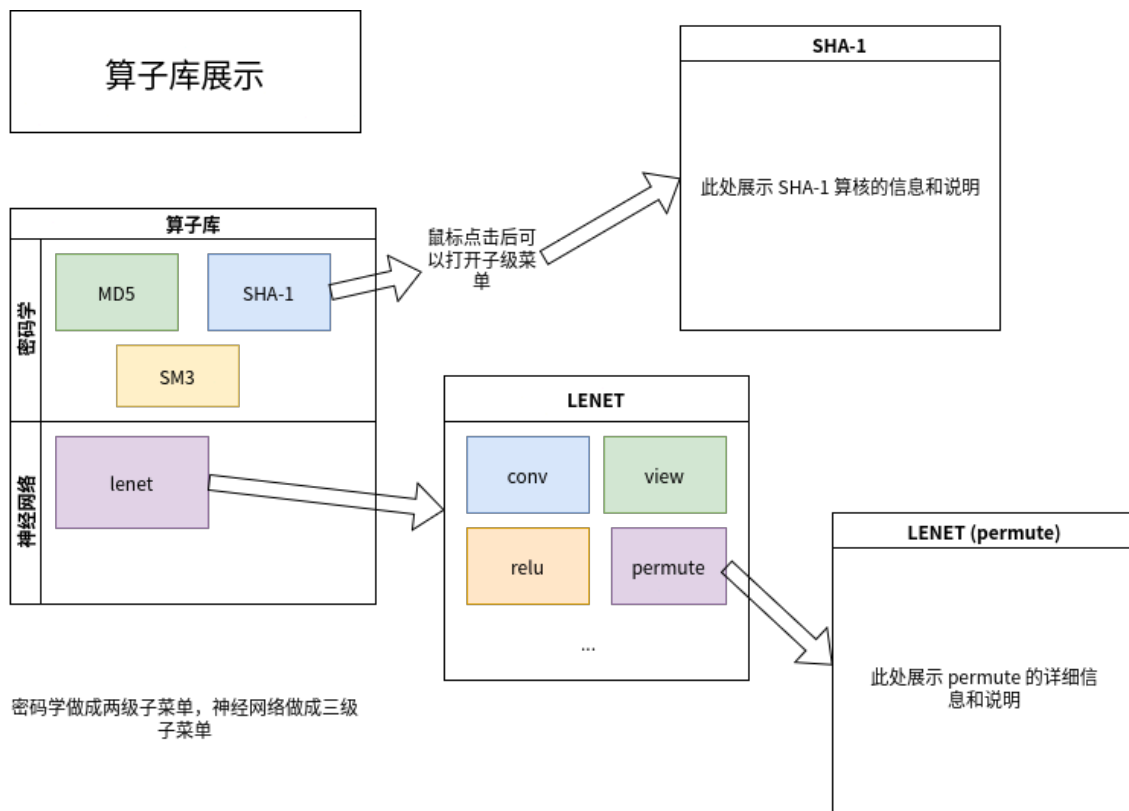 算子库展示
SHA-1
此处展示 SHA-1 算核的信息和说明
算子库
密码学
MD5
SHA-1
SM3
鼠标点击后可
以打开子级菜
单
神经网络
lenet
LENET
conv
view
relu
permute
...
LENET (permute)
此处展示 permute 的详细信
息和说明
密码学做成两级子菜单，神经网络做成三级
子菜单